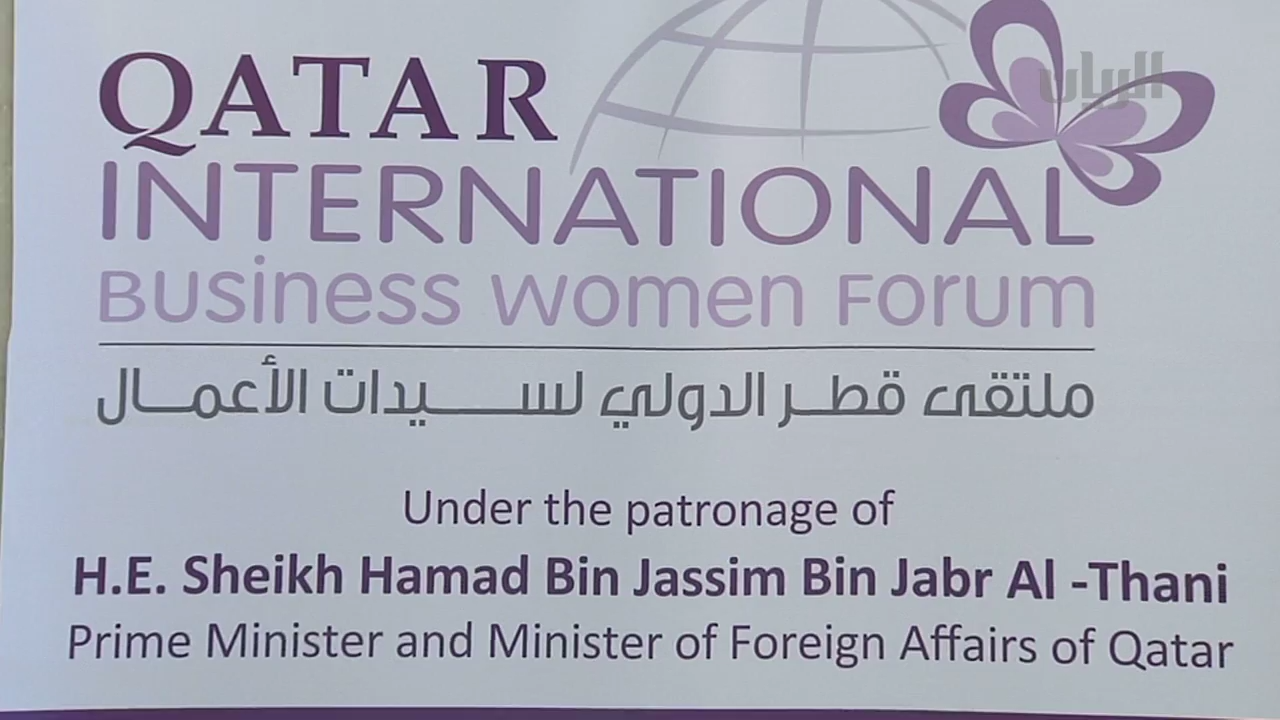 الريان
QATAR
INTERNATIONAL
Business women Forum
ملتقى قطر الدولي لسيدات الأعمال
Under the patronage of
H.E. Sheikh Hamad Bin Jassim Bin Jabr Al -Thani
Prime Minister and Minister of Foreign Affairs of Qatar